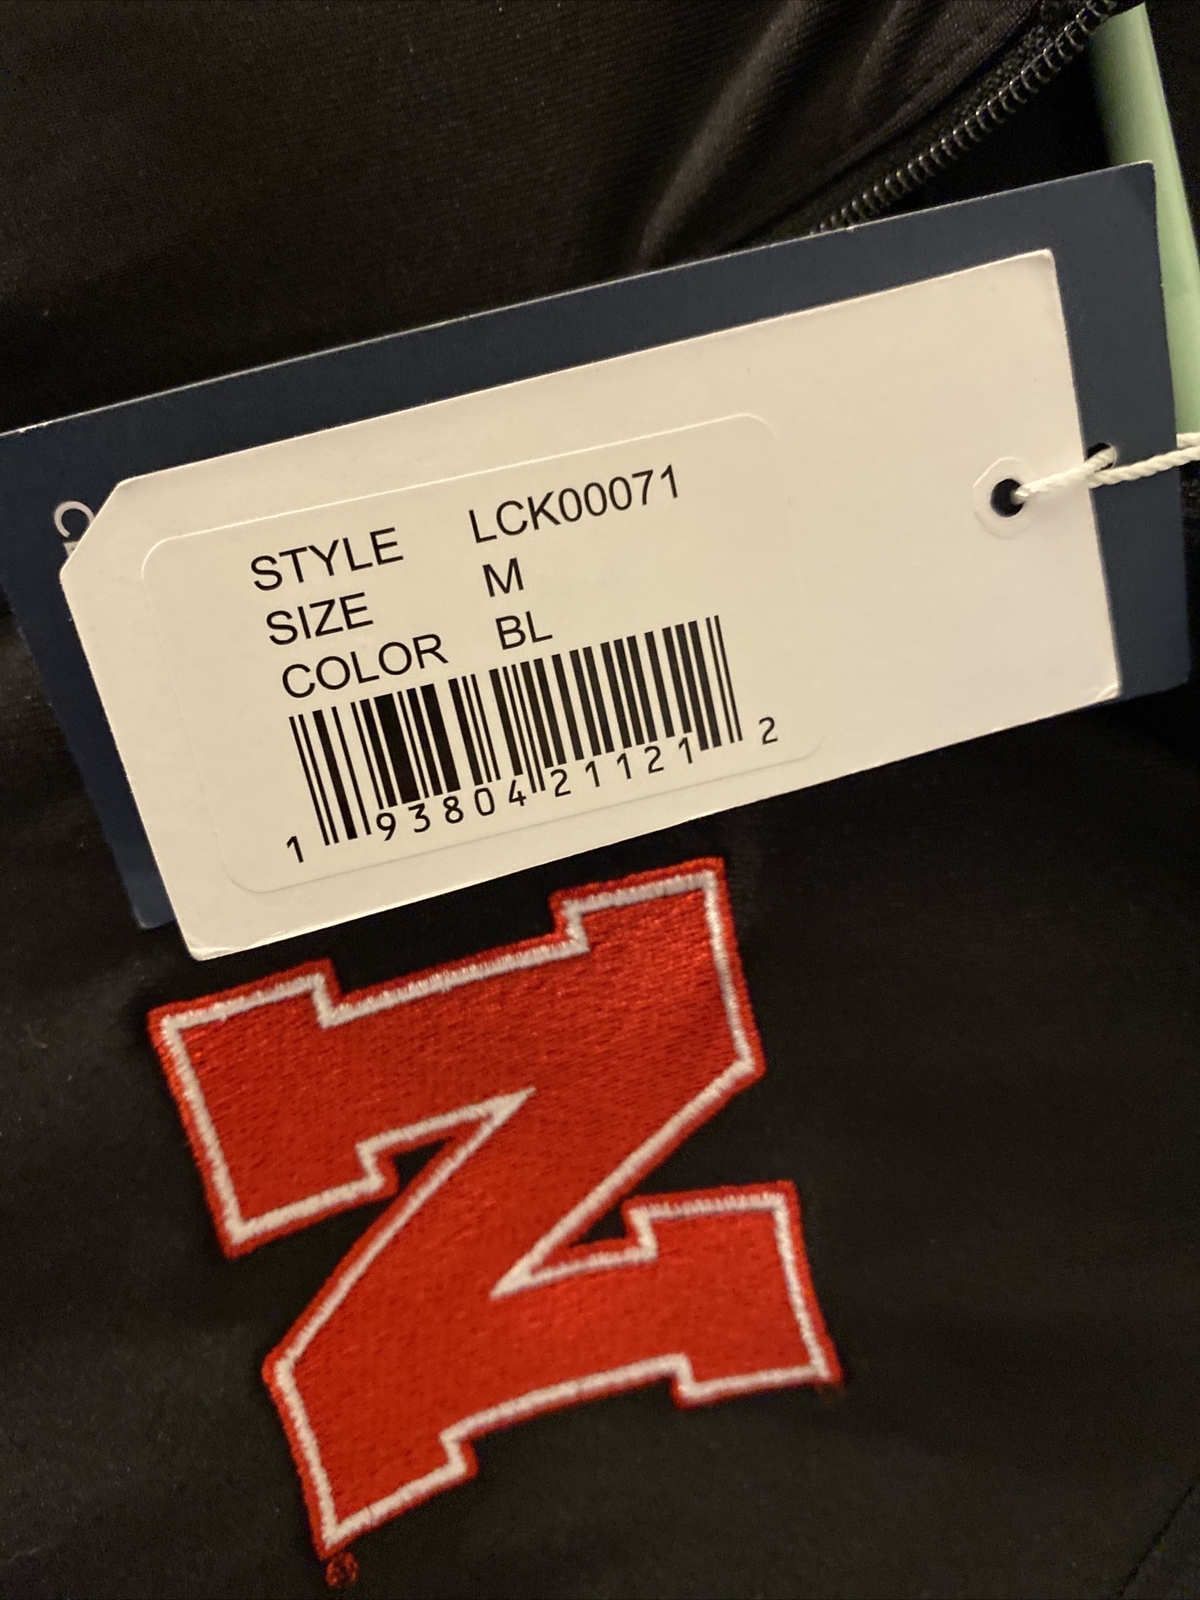 STYLE LCK00071
SIZE M
COLOR BL
1 93804 21121 2
N